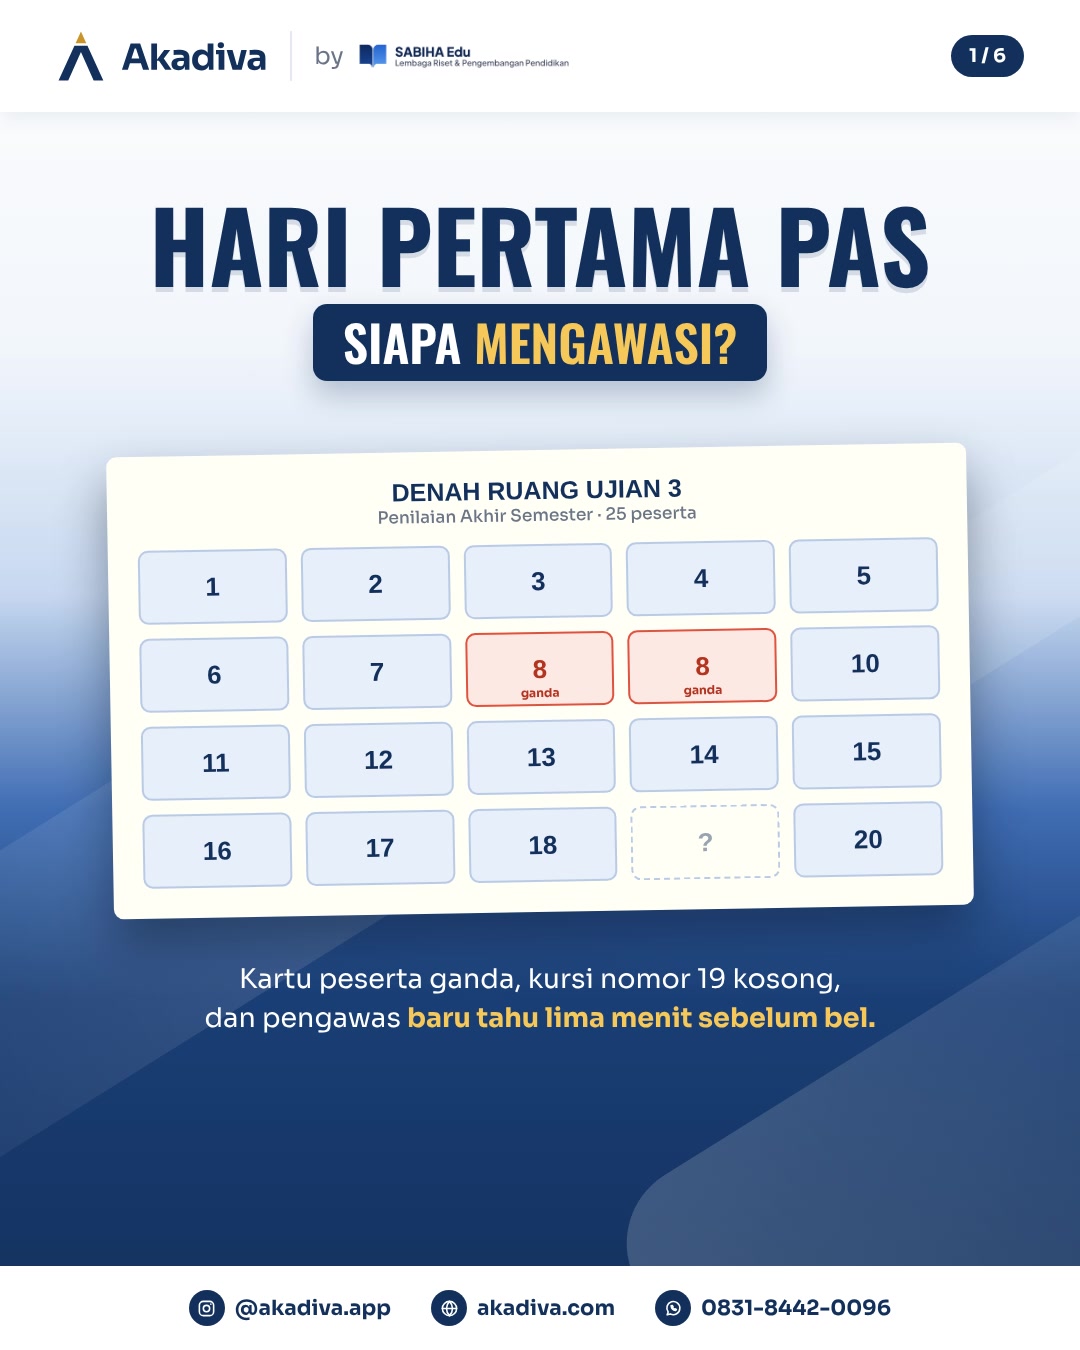 Akadiva
by
SABIHA Edu
Lembaga Riset & Pengembangan Pendidikan
1 / 6
HARI PERTAMA PAS
SIAPA MENGAWASI?
DENAH RUANG UJIAN 3
Penilaian Akhir Semester · 25 peserta
1 2 3 4 5
6 7 8 8 10
ganda ganda
11 12 13 14 15
16 17 18 ? 20
Kartu peserta ganda, kursi nomor 19 kosong,
dan pengawas baru tahu lima menit sebelum bel.
@akadiva.app akadiva.com 0831-8442-0096